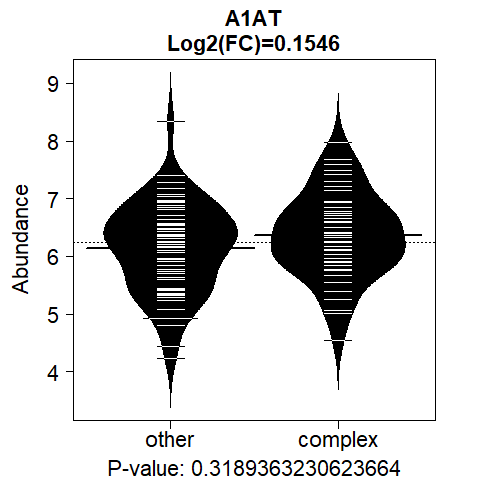 A1AT
Log2(FC)=0.1546
Abundance
9
8
7
6
5
4
other complex
P-value: 0.3189363230623664